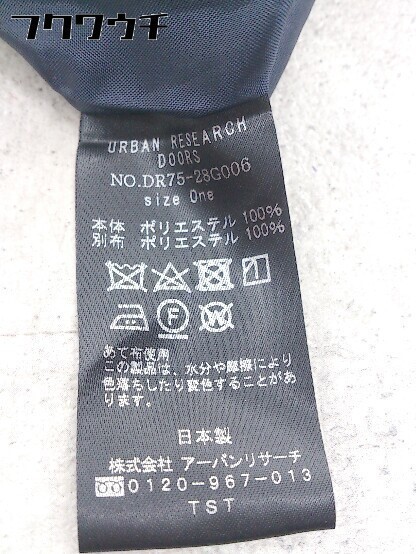 フクワウチ
URBAN RESEARCH
DOORS
NO.DR75-28G006
size One
本体 ポリエステル 100%
別布 ポリエステル 100%
F
W
あて布使用
この製品は、水分や摩擦により
色落ちしたり変色することがあ
ります。
日本製
株式会社 アーバンリサーチ
0120-967-013
TST